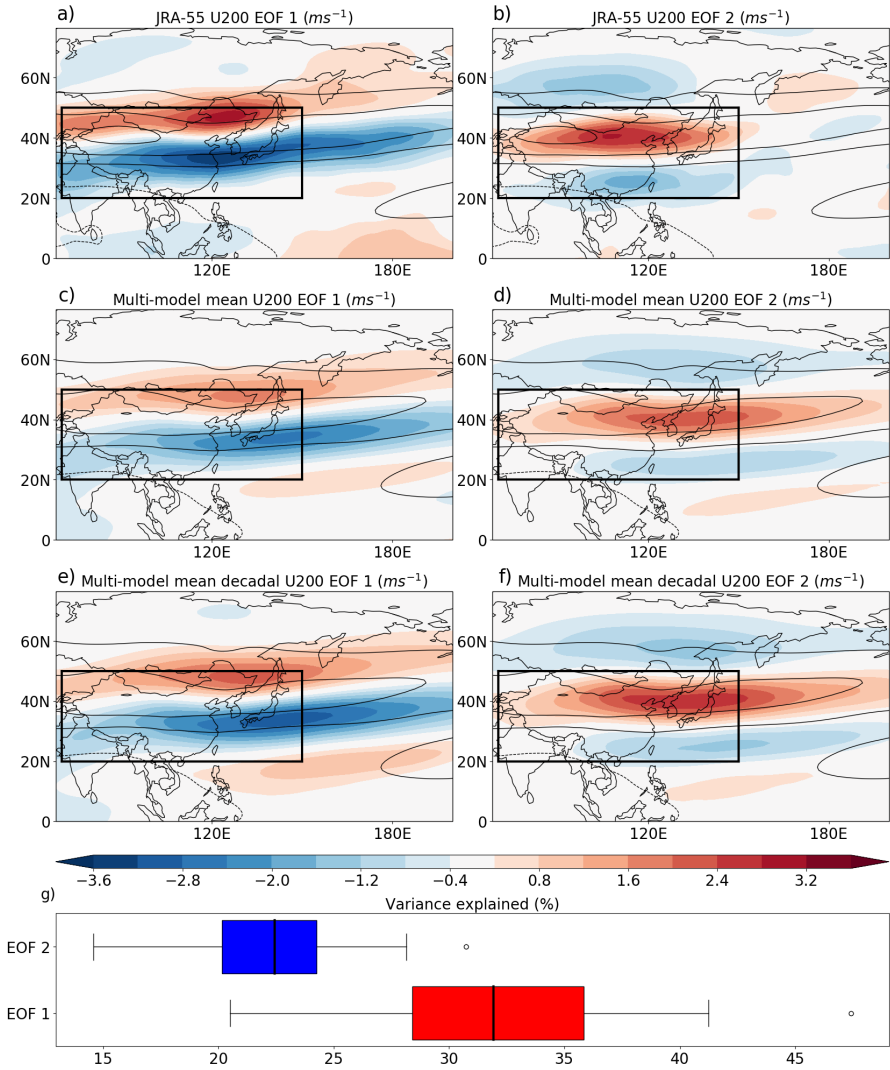 a) JRA-55 U200 EOF 1 (ms⁻¹)
b) JRA-55 U200 EOF 2 (ms⁻¹)
60N
40N
20N
0
120E 180E
60N
40N
20N
0
120E 180E
c) Multi-model mean U200 EOF 1 (ms⁻¹)
d) Multi-model mean U200 EOF 2 (ms⁻¹)
60N
40N
20N
0
120E 180E
60N
40N
20N
0
120E 180E
e) Multi-model mean decadal U200 EOF 1 (ms⁻¹)
f) Multi-model mean decadal U200 EOF 2 (ms⁻¹)
60N
40N
20N
0
120E 180E
60N
40N
20N
0
120E 180E
−3.6 −2.8 −2.0 −1.2 −0.4 0.8 1.6 2.4 3.2
g) Variance explained (%)
EOF 2
EOF 1
15 20 25 30 35 40 45